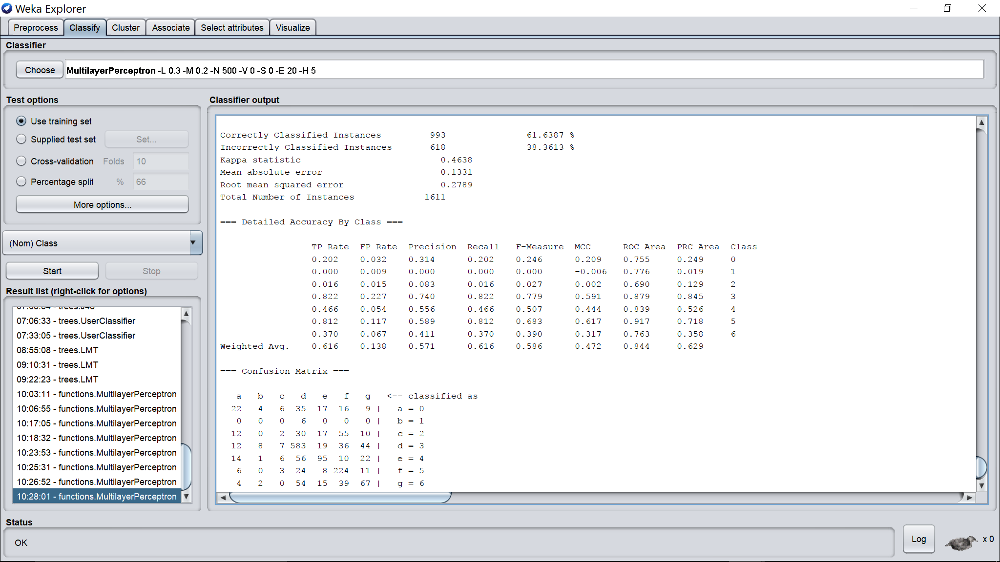 Weka Explorer
Preprocess Classify Cluster Associate Select attributes Visualize
Classifier
Choose MultilayerPerceptron -L 0.3 -M 0.2 -N 500 -V 0 -S 0 -E 20 -H 5
Test options
Use training set
Supplied test set Set...
Cross-validation Folds 10
Percentage split % 66
More options...
(Nom) Class
Start Stop
Result list (right-click for options)
07:06:33 - trees.UserClassifier
07:33:05 - trees.UserClassifier
08:55:08 - trees.LMT
09:10:31 - trees.LMT
09:22:23 - trees.LMT
10:03:11 - functions.MultilayerPerceptron
10:06:55 - functions.MultilayerPerceptron
10:17:05 - functions.MultilayerPerceptron
10:18:32 - functions.MultilayerPerceptron
10:23:53 - functions.MultilayerPerceptron
10:25:31 - functions.MultilayerPerceptron
10:26:52 - functions.MultilayerPerceptron
10:28:01 - functions.MultilayerPerceptron
Classifier output
Correctly Classified Instances 993 61.6387 %
Incorrectly Classified Instances 618 38.3613 %
Kappa statistic 0.4638
Mean absolute error 0.1331
Root mean squared error 0.2789
Total Number of Instances 1611
=== Detailed Accuracy By Class ===
TP Rate FP Rate Precision Recall F-Measure MCC ROC Area PRC Area Class
0.202 0.032 0.314 0.202 0.246 0.209 0.755 0.249 0
0.000 0.009 0.000 0.000 0.000 -0.006 0.776 0.019 1
0.016 0.015 0.083 0.016 0.027 0.002 0.690 0.129 2
0.822 0.227 0.740 0.822 0.779 0.591 0.879 0.845 3
0.466 0.054 0.556 0.466 0.507 0.444 0.839 0.526 4
0.812 0.117 0.589 0.812 0.683 0.617 0.917 0.718 5
0.370 0.067 0.411 0.370 0.390 0.317 0.763 0.358 6
Weighted Avg. 0.616 0.138 0.571 0.616 0.586 0.472 0.844 0.629
=== Confusion Matrix ===
a b c d e f g <-- classified as
22 4 6 35 17 16 9 | a = 0
0 0 0 6 0 0 0 | b = 1
12 0 2 30 17 55 10 | c = 2
12 8 7 583 19 36 44 | d = 3
14 1 6 56 95 10 22 | e = 4
6 0 3 24 8 224 11 | f = 5
4 2 0 54 15 39 67 | g = 6
Status
OK
Log x 0